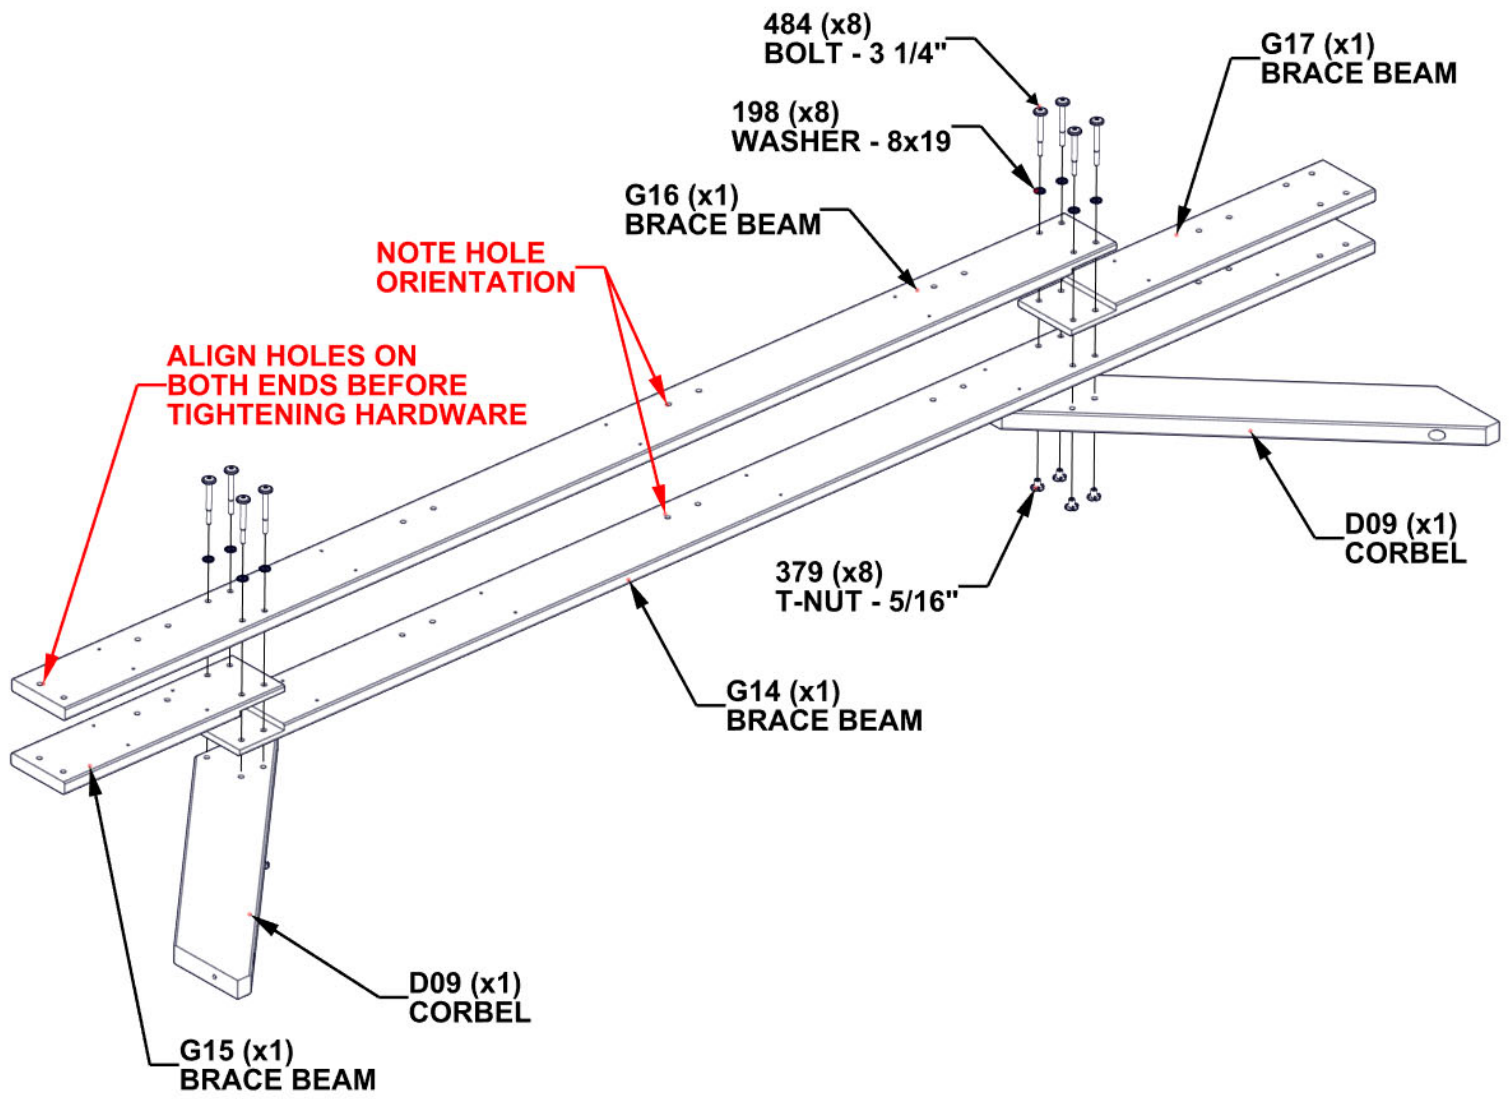 484 (x8)
BOLT - 3 1/4"
G17 (x1)
BRACE BEAM
198 (x8)
WASHER - 8x19
G16 (x1)
BRACE BEAM
NOTE HOLE
ORIENTATION
ALIGN HOLES ON
BOTH ENDS BEFORE
TIGHTENING HARDWARE
D09 (x1)
CORBEL
379 (x8)
T-NUT - 5/16"
G14 (x1)
BRACE BEAM
D09 (x1)
CORBEL
G15 (x1)
BRACE BEAM